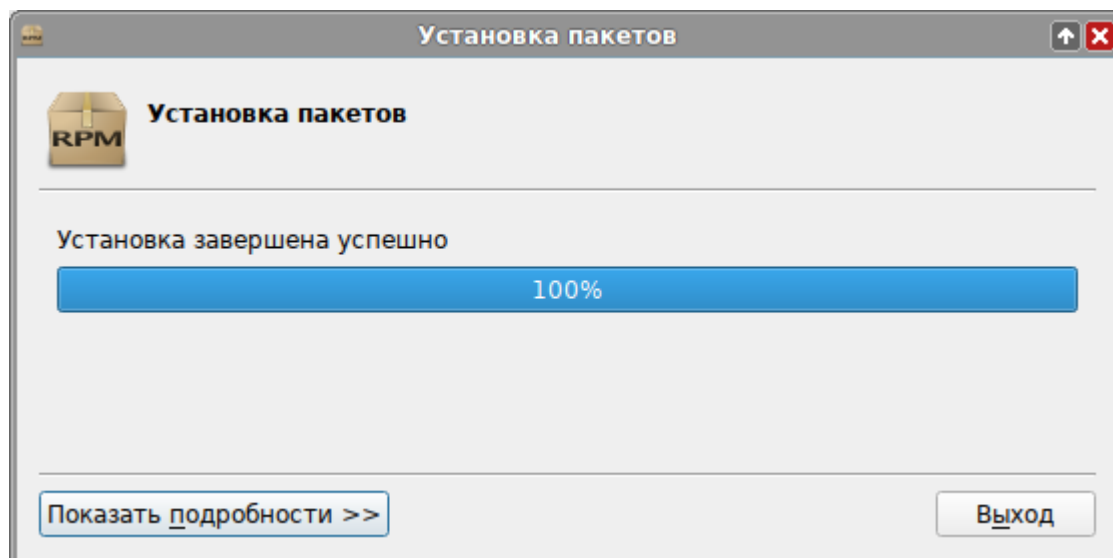 Установка пакетов
RPM
Установка пакетов
Установка завершена успешно
100%
Показать подробности >>
Выход